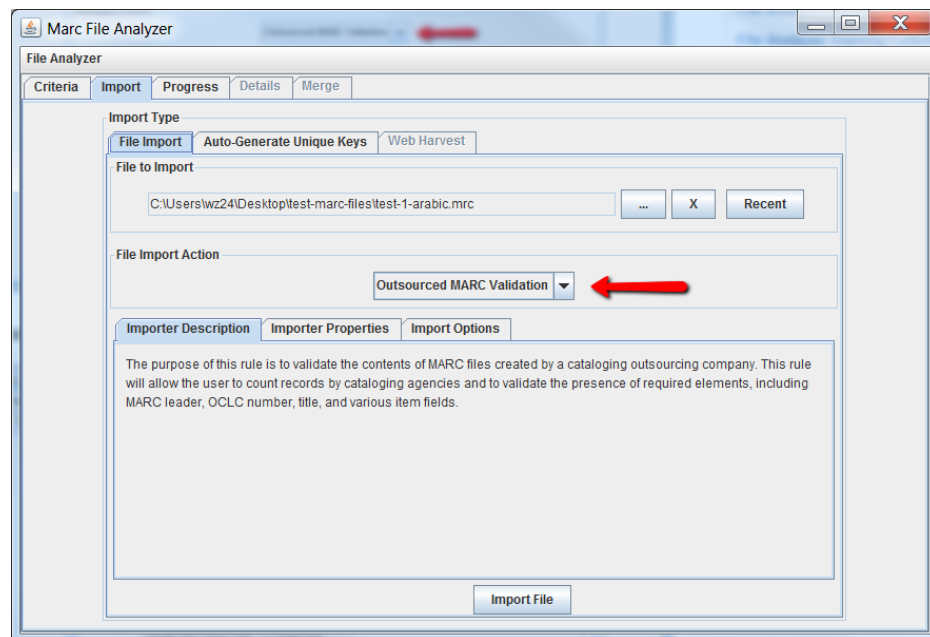 Marc File Analyzer
File Analyzer
Criteria Import Progress Details Merge
Import Type
File Import Auto-Generate Unique Keys Web Harvest
File to Import
C:\Users\wz24\Desktop\test-marc-files\test-1-arabic.mrc ... X Recent
File Import Action
Outsourced MARC Validation
Importer Description Importer Properties Import Options
The purpose of this rule is to validate the contents of MARC files created by a cataloging outsourcing company. This rule
will allow the user to count records by cataloging agencies and to validate the presence of required elements, including
MARC leader, OCLC number, title, and various item fields.
Import File